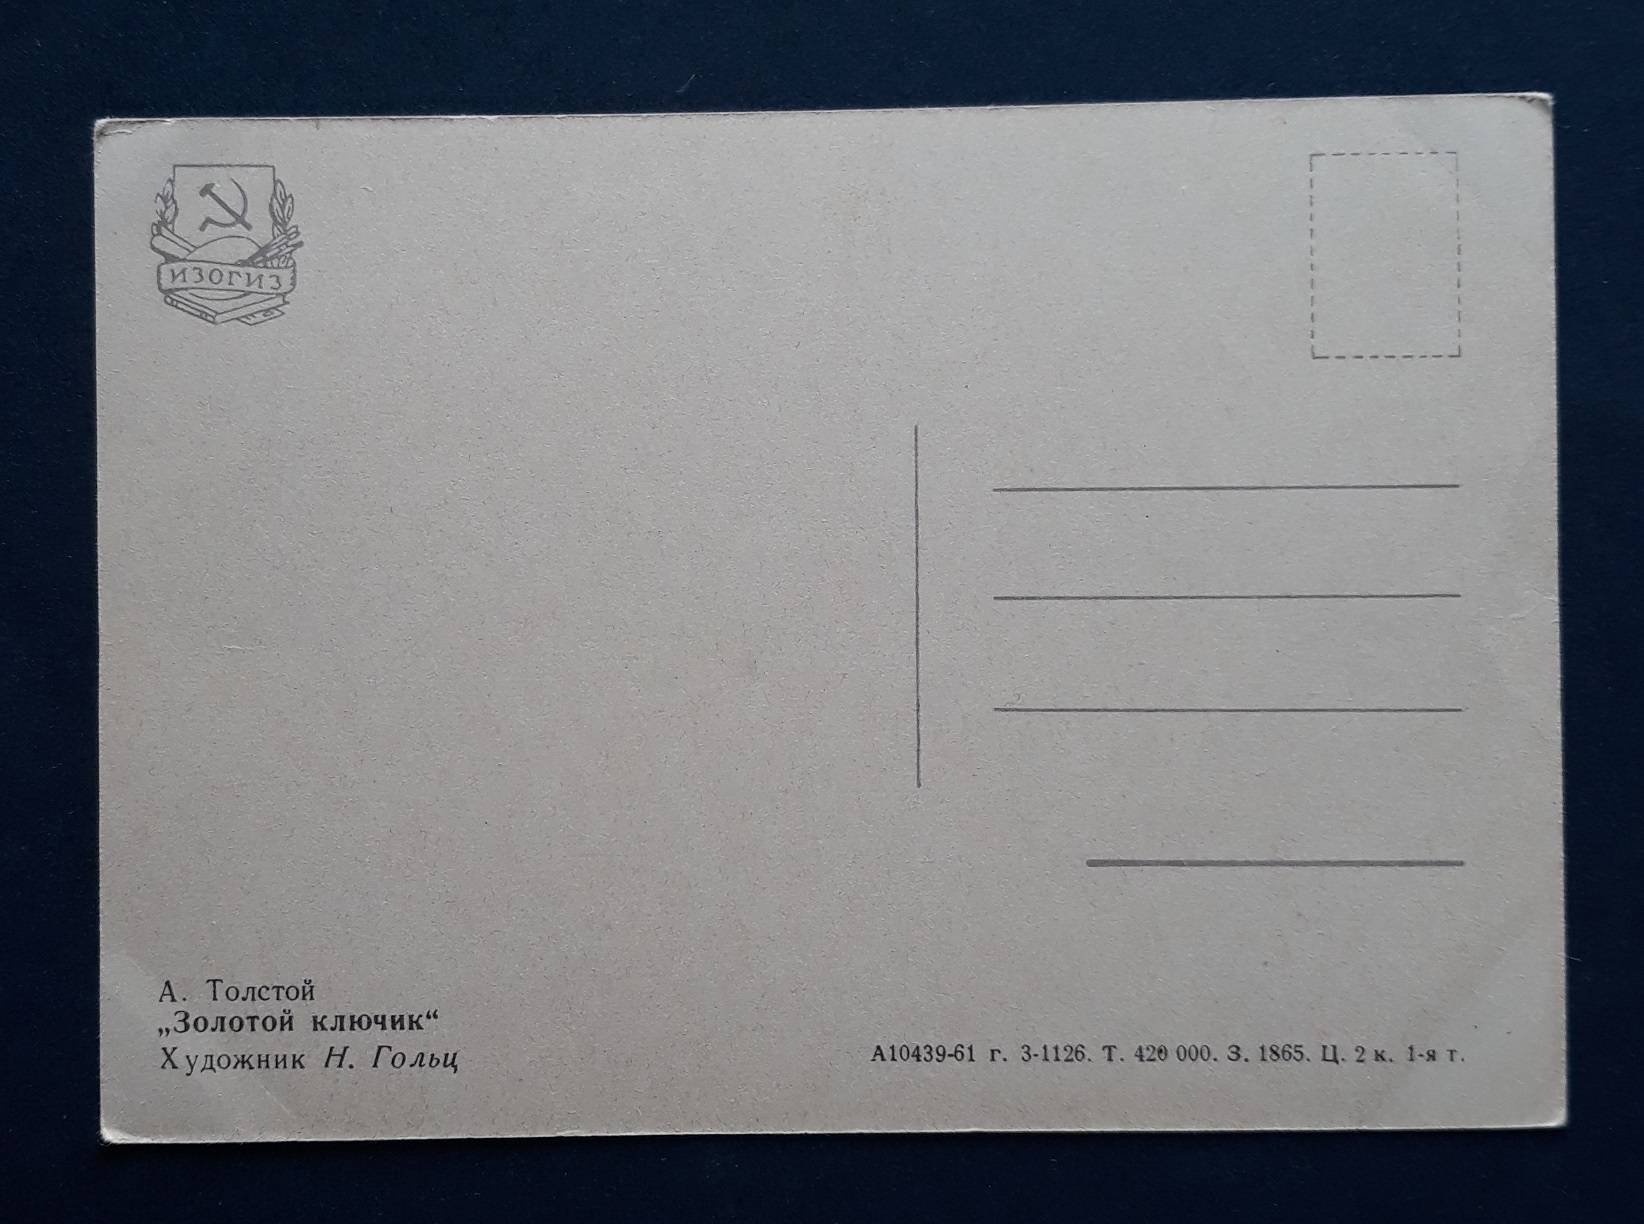 ИЗОГИЗ
А. Толстой
„Золотой ключик“
Художник Н. Гольц
А10439-61 г. 3-1126. Т. 420 000. З. 1865. Ц. 2 к. 1-я т.